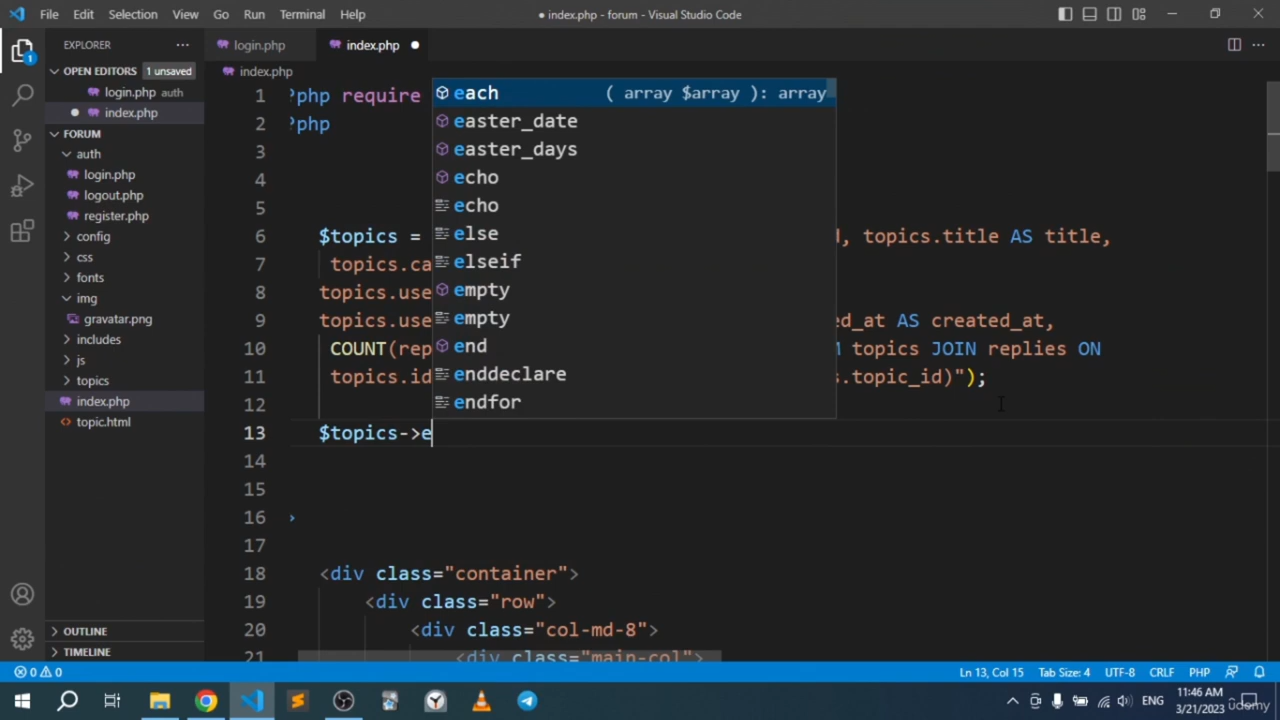 File Edit Selection View Go Run Terminal Help
● index.php - forum - Visual Studio Code
EXPLORER
login.php
index.php
OPEN EDITORS 1 unsaved
login.php auth
index.php
FORUM
auth
login.php
logout.php
register.php
config
css
fonts
img
gravatar.png
includes
js
topics
index.php
topic.html
OUTLINE
TIMELINE
index.php
1 ?php require
2 ?php
3
4
5
6 $topics = , topics.title AS title,
7 topics.ca
8 topics.use
9 topics.use ed_at AS created_at,
10 COUNT(rep topics JOIN replies ON
11 topics.id .topic_id)");
12
13 $topics->e
14
15
16
17
18 <div class="container">
19 <div class="row">
20 <div class="col-md-8">
21 <div class="main-col">
each ( array $array ): array
easter_date
easter_days
echo
echo
else
elseif
empty
empty
end
enddeclare
endfor
0 0 Ln 13, Col 15 Tab Size: 4 UTF-8 CRLF PHP
ENG
11:46 AM
3/21/2023
udemy